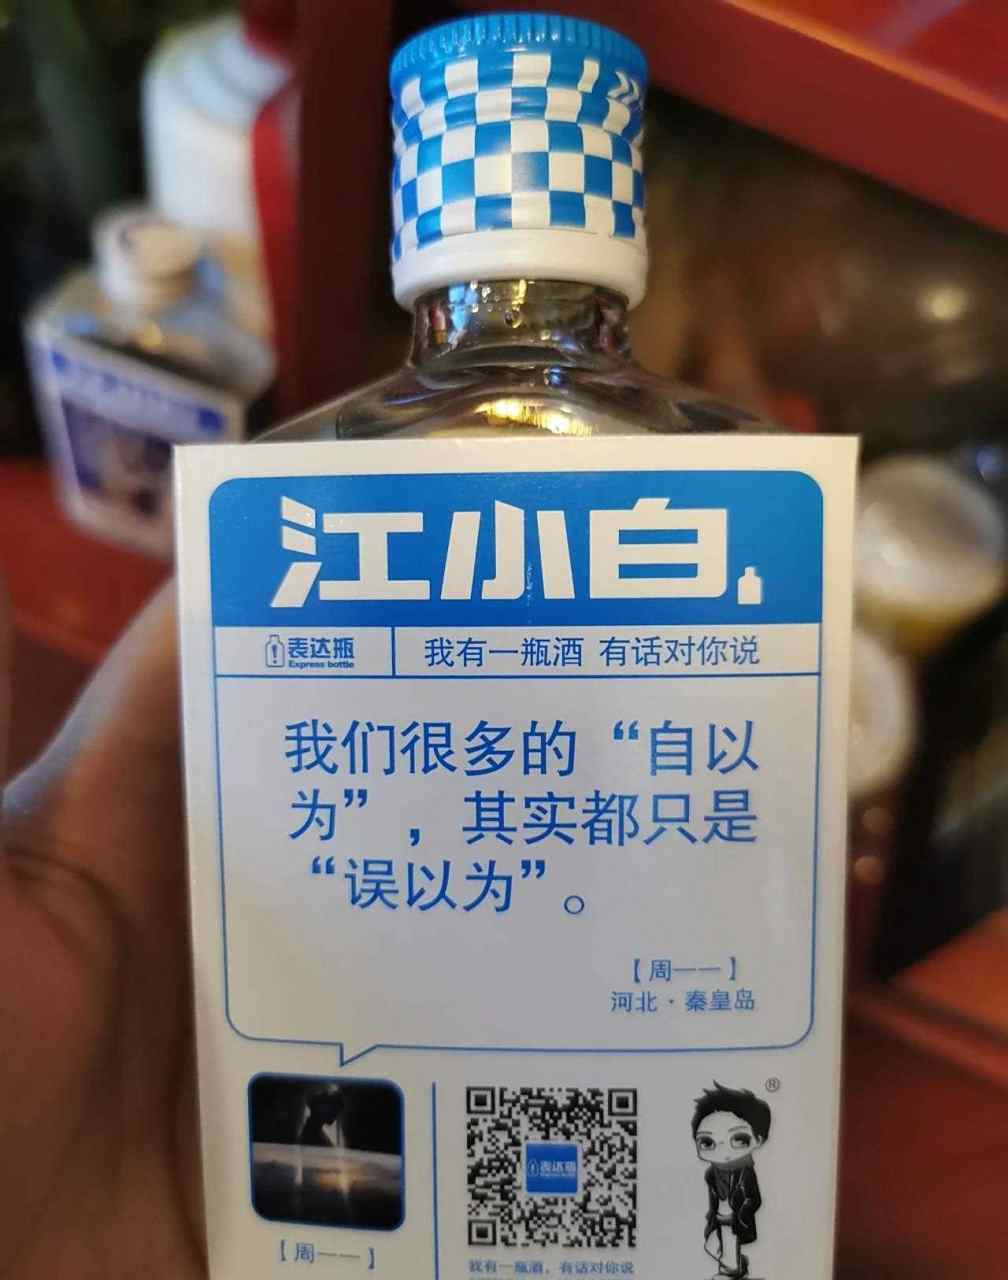 江小白
表达瓶
Express bottle
我有一瓶酒 有话对你说
我们很多的“自以
为”，其实都只是
“误以为”。
【周一一】
河北·秦皇岛
®
表达瓶
【周一一】
我有一瓶酒，有话对你说